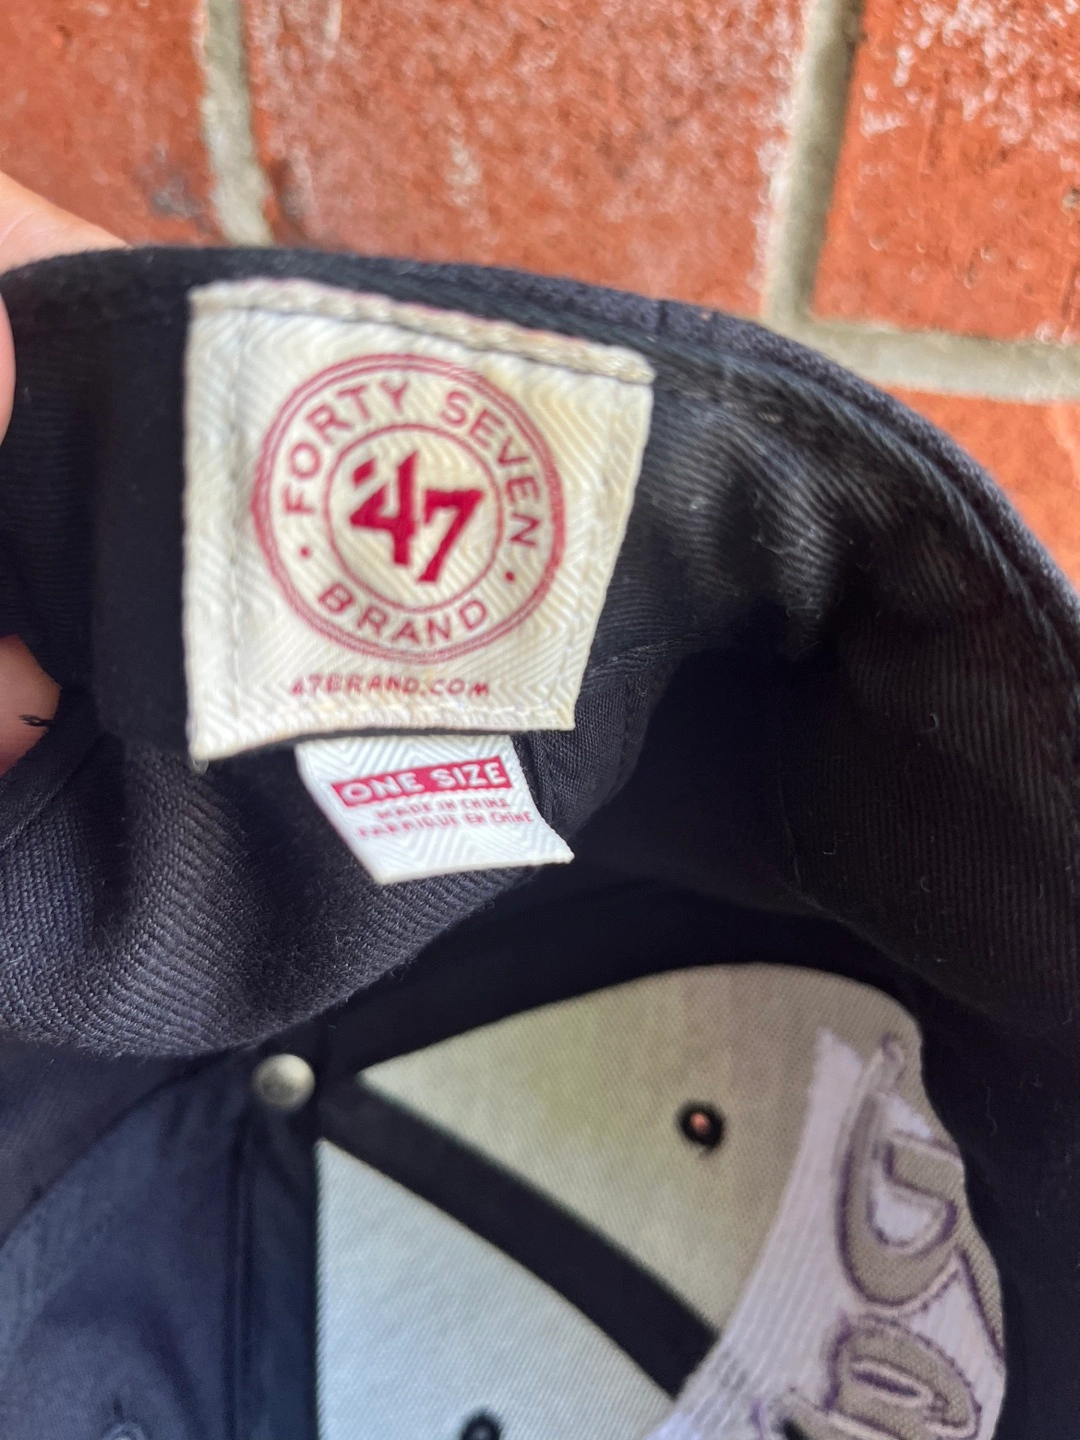 FORTY SEVEN
'47
BRAND
47BRAND.COM
ONE SIZE
MADE IN CHINA
FABRIQUE EN CHINE